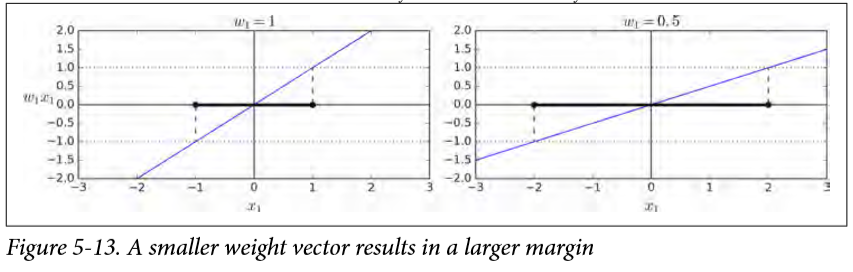 w₁ = 1
w₁ = 0.5
w₁x₁
2.0
1.5
1.0
0.5
0.0
−0.5
−1.0
−1.5
−2.0
−3 −2 −1 0 1 2 3
x₁
2.0
1.5
1.0
0.5
0.0
−0.5
−1.0
−1.5
−2.0
−3 −2 −1 0 1 2 3
x₁
Figure 5-13. A smaller weight vector results in a larger margin